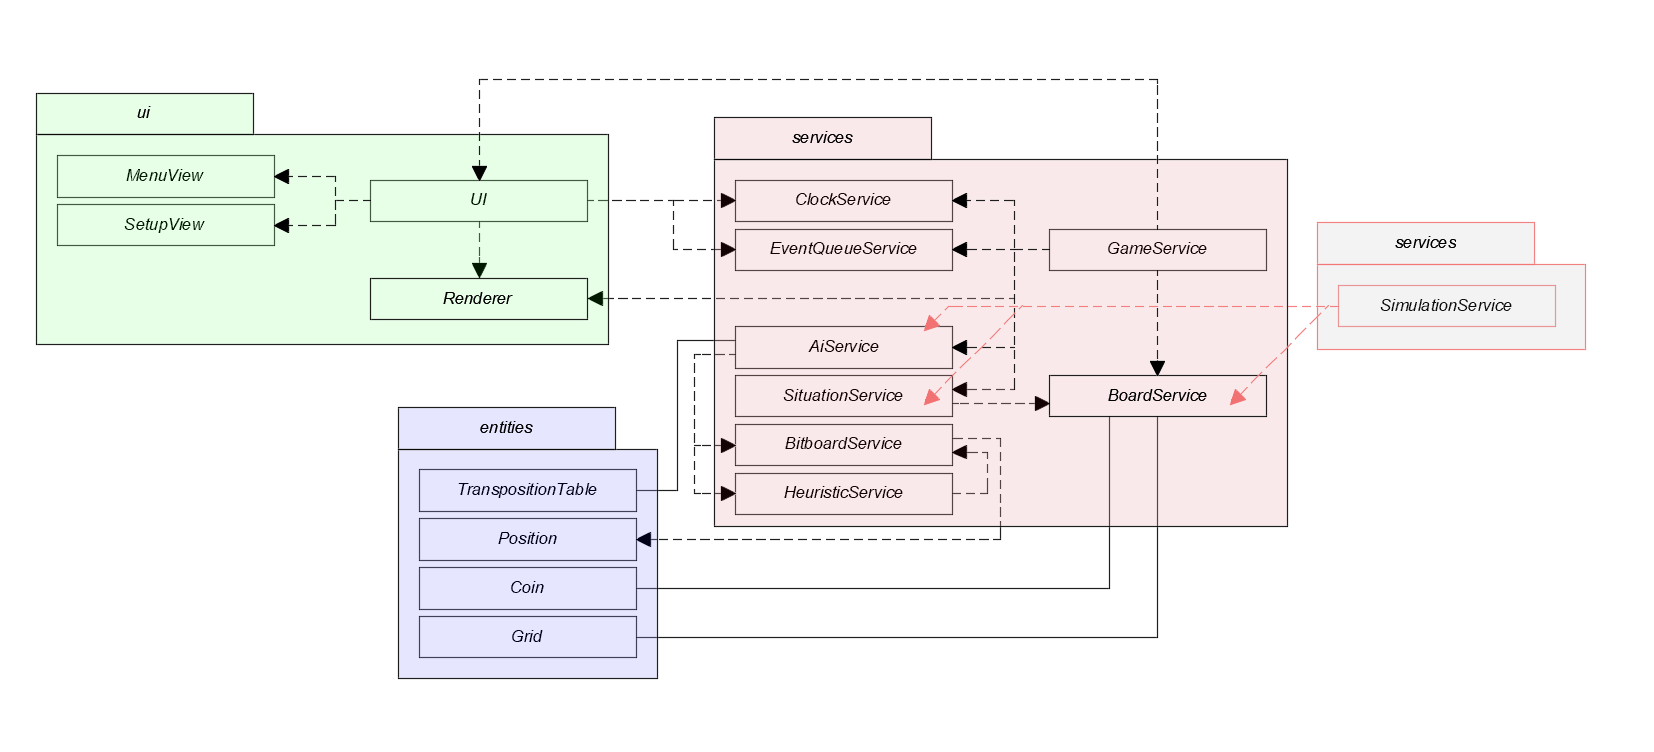 ui
MenuView
SetupView
UI
Renderer
services
ClockService
EventQueueService
GameService
AiService
SituationService
BoardService
BitboardService
HeuristicService
services
SimulationService
entities
TranspositionTable
Position
Coin
Grid